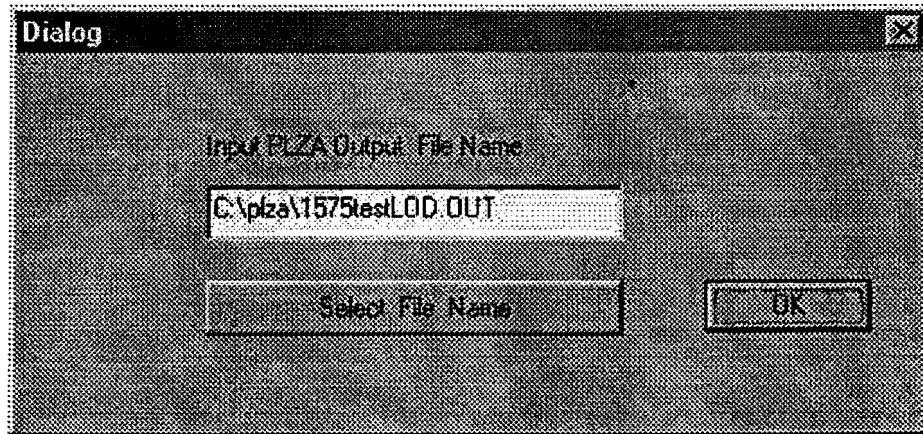 Dialog
Input PLZA Output File Name
C:\plza\1575testLOD.OUT
Select File Name
OK